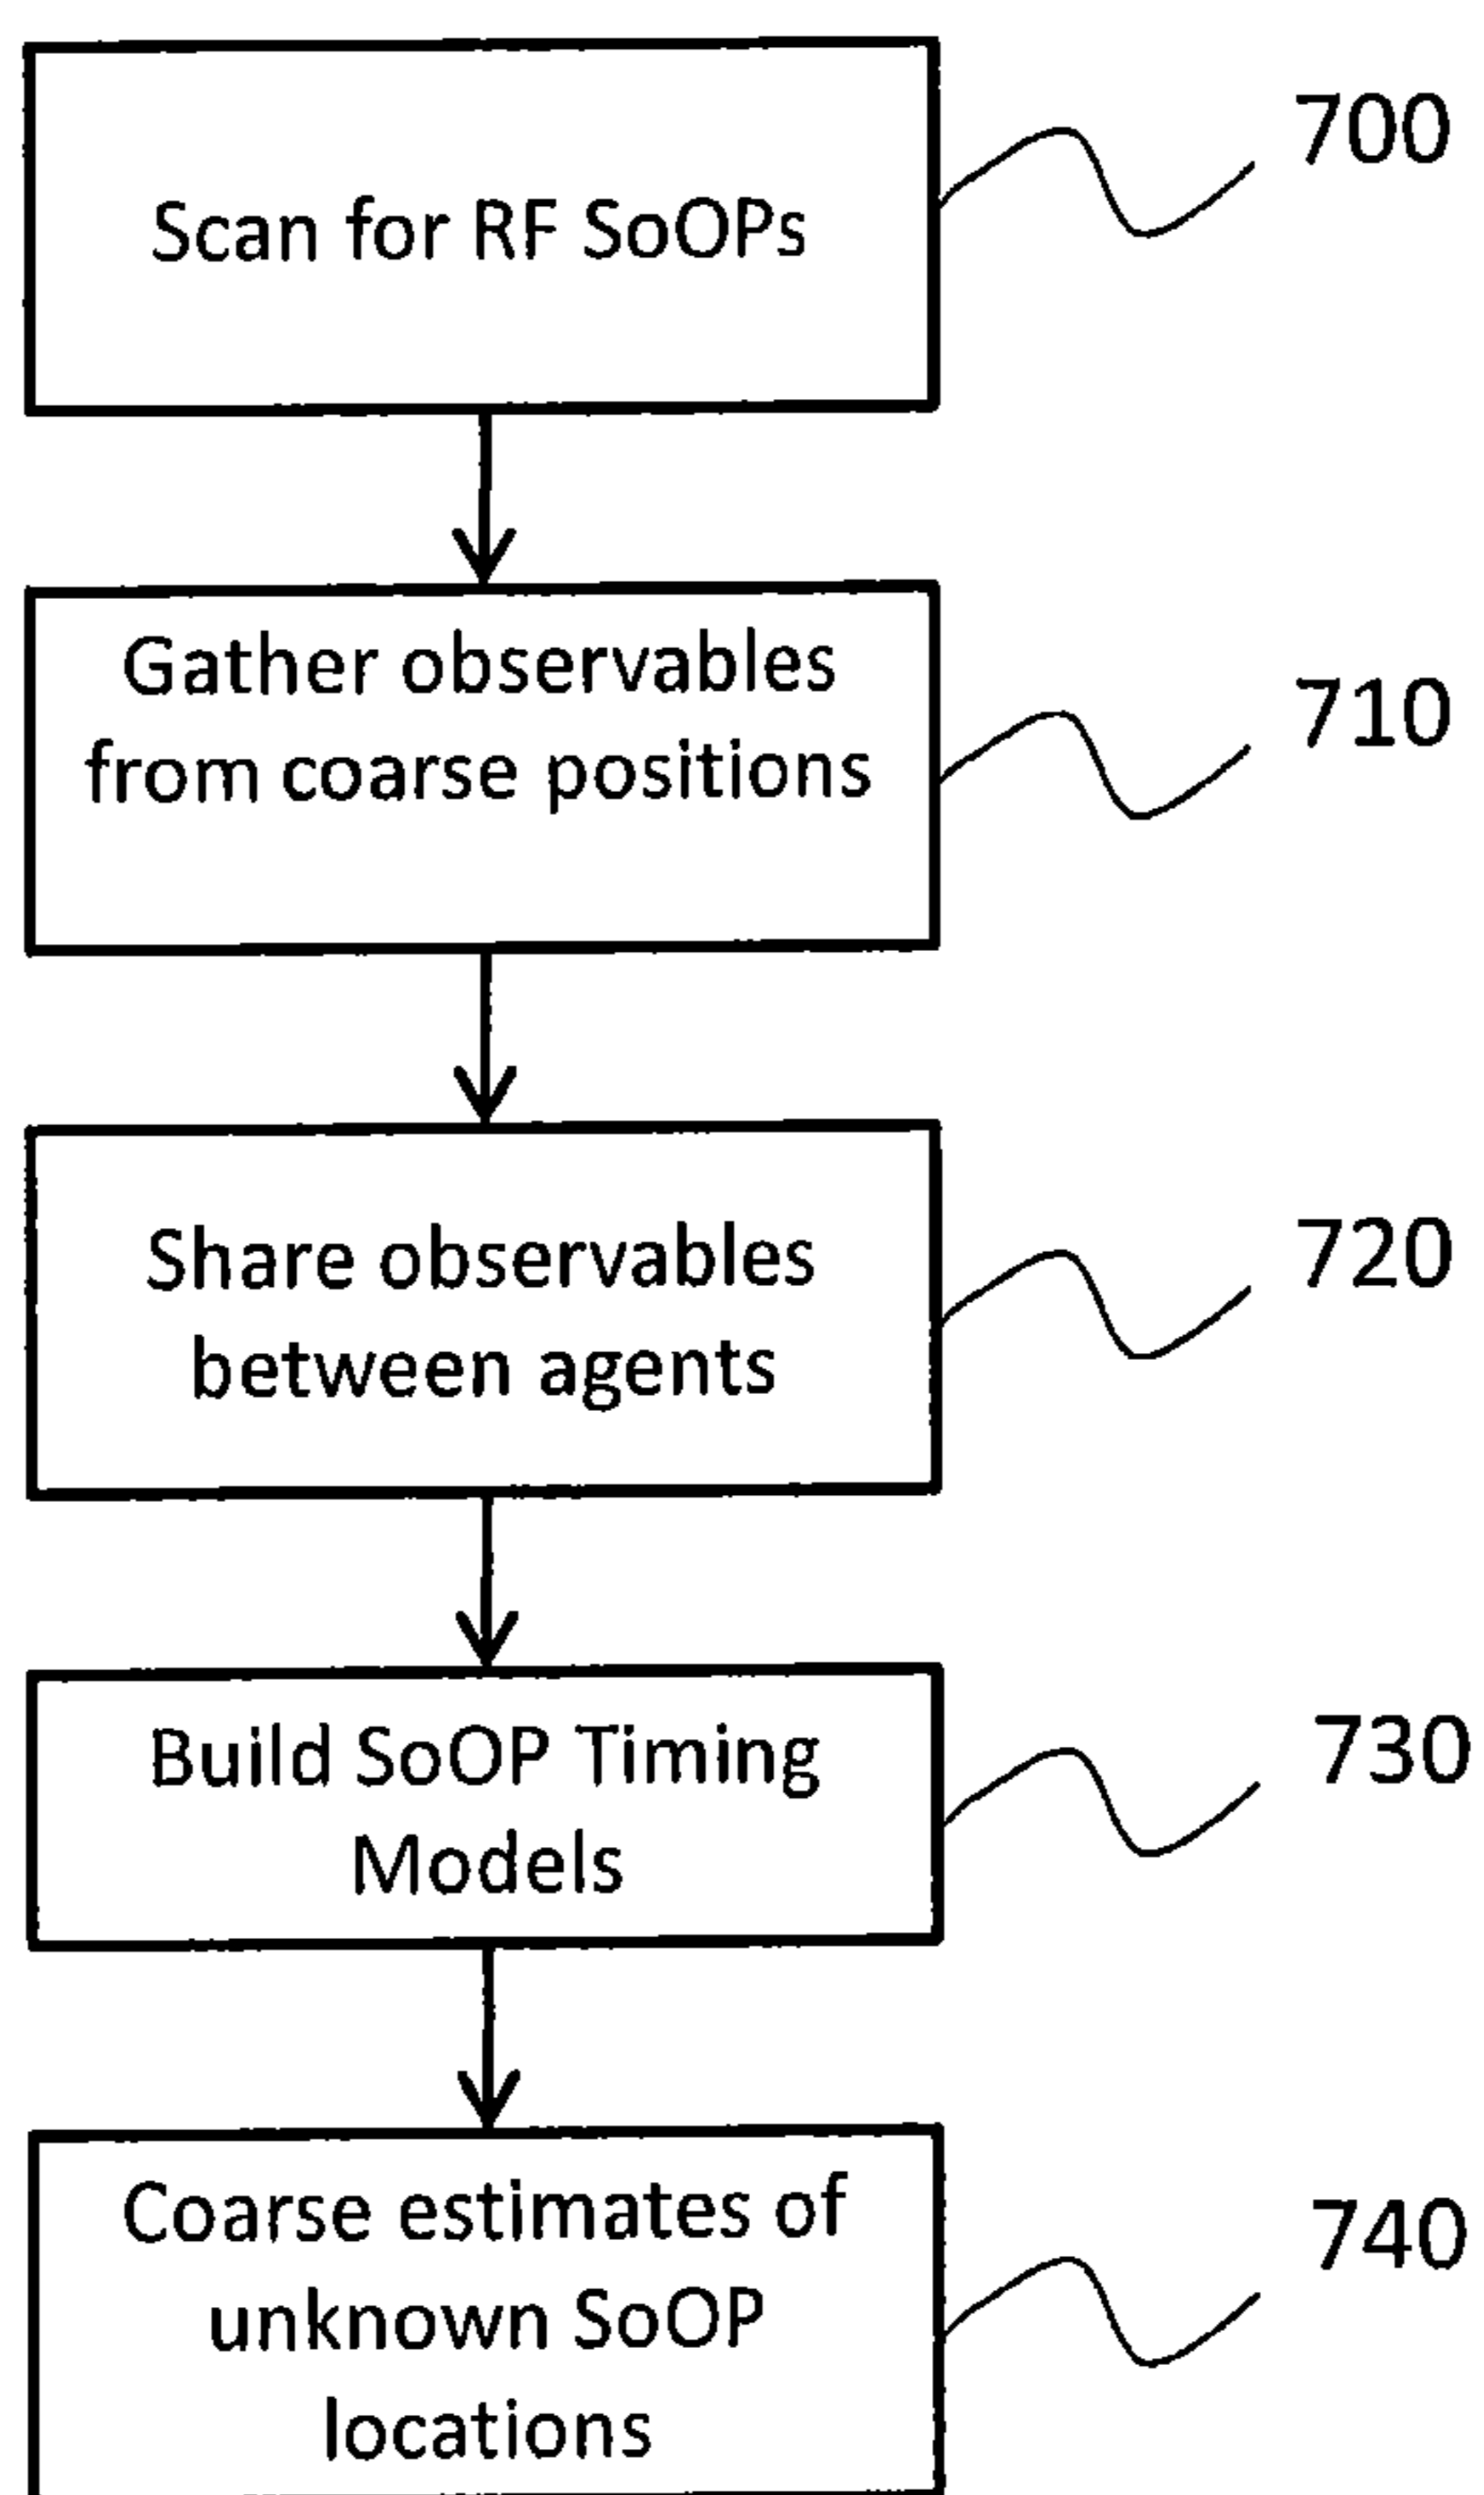 Scan for RF SoOPs
700
Gather observables
from coarse positions
710
Share observables
between agents
720
Build SoOP Timing
Models
730
Coarse estimates of
unknown SoOP
locations
740